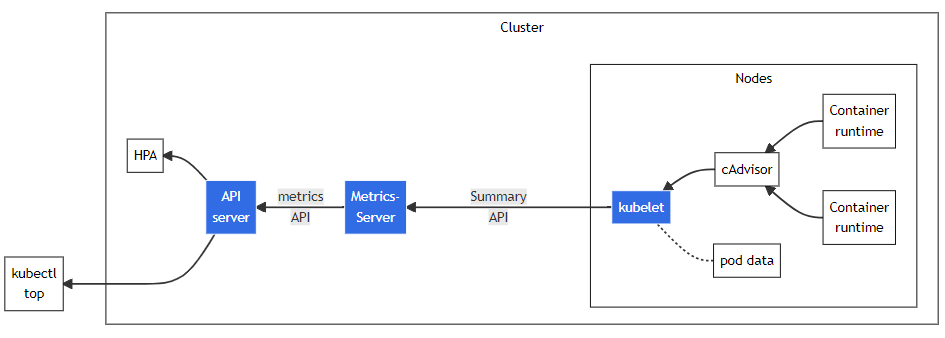 Cluster
Nodes
Container
runtime
HPA
cAdvisor
API
server
metrics
API
Metrics-
Server
Summary
API
kubelet
Container
runtime
pod data
kubectl
top